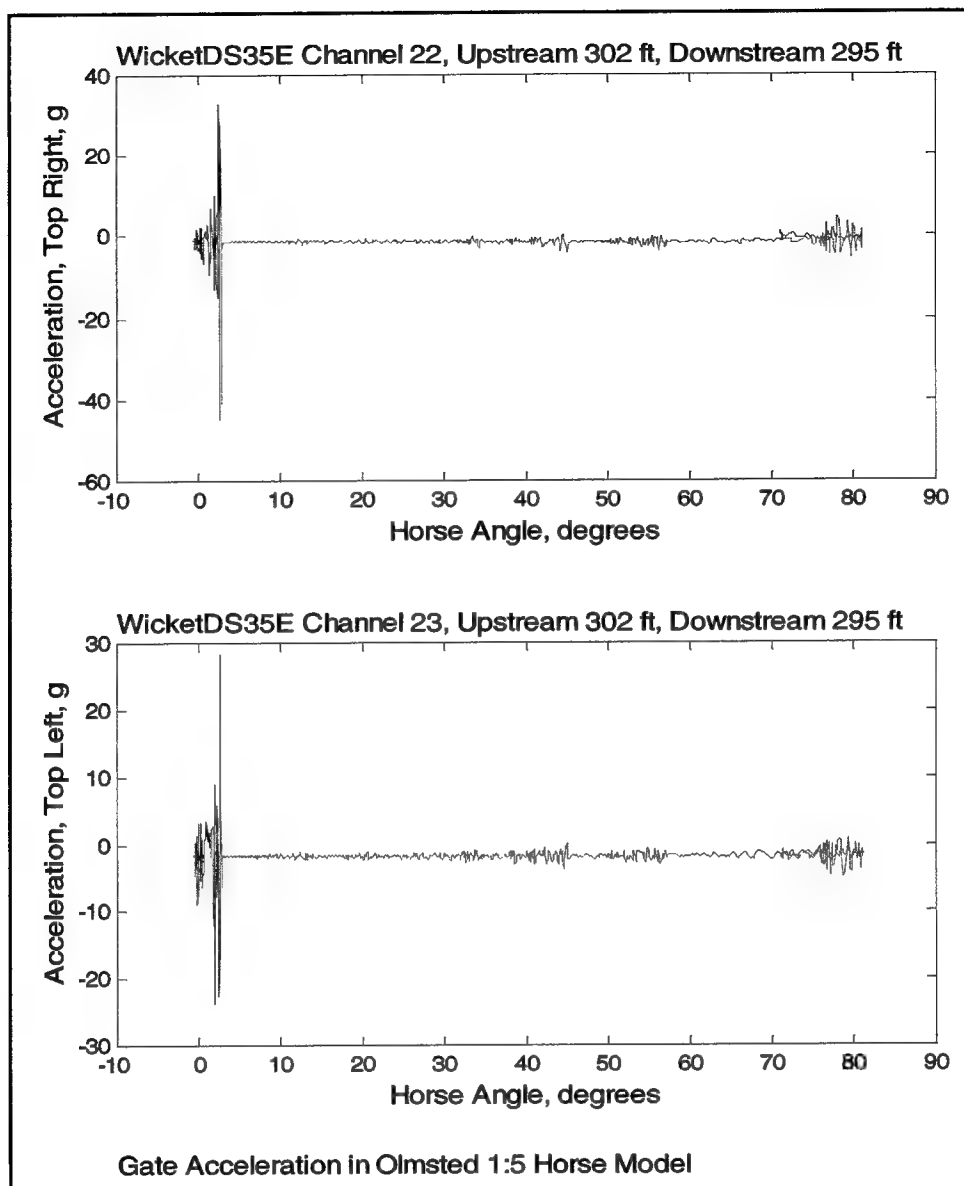 WicketDS35E Channel 22, Upstream 302 ft, Downstream 295 ft
Acceleration, Top Right, g
40
20
0
-20
-40
-60
-10 0 10 20 30 40 50 60 70 80 90
Horse Angle, degrees
WicketDS35E Channel 23, Upstream 302 ft, Downstream 295 ft
Acceleration, Top Left, g
30
20
10
0
-10
-20
-30
-10 0 10 20 30 40 50 60 70 80 90
Horse Angle, degrees
Gate Acceleration in Olmsted 1:5 Horse Model